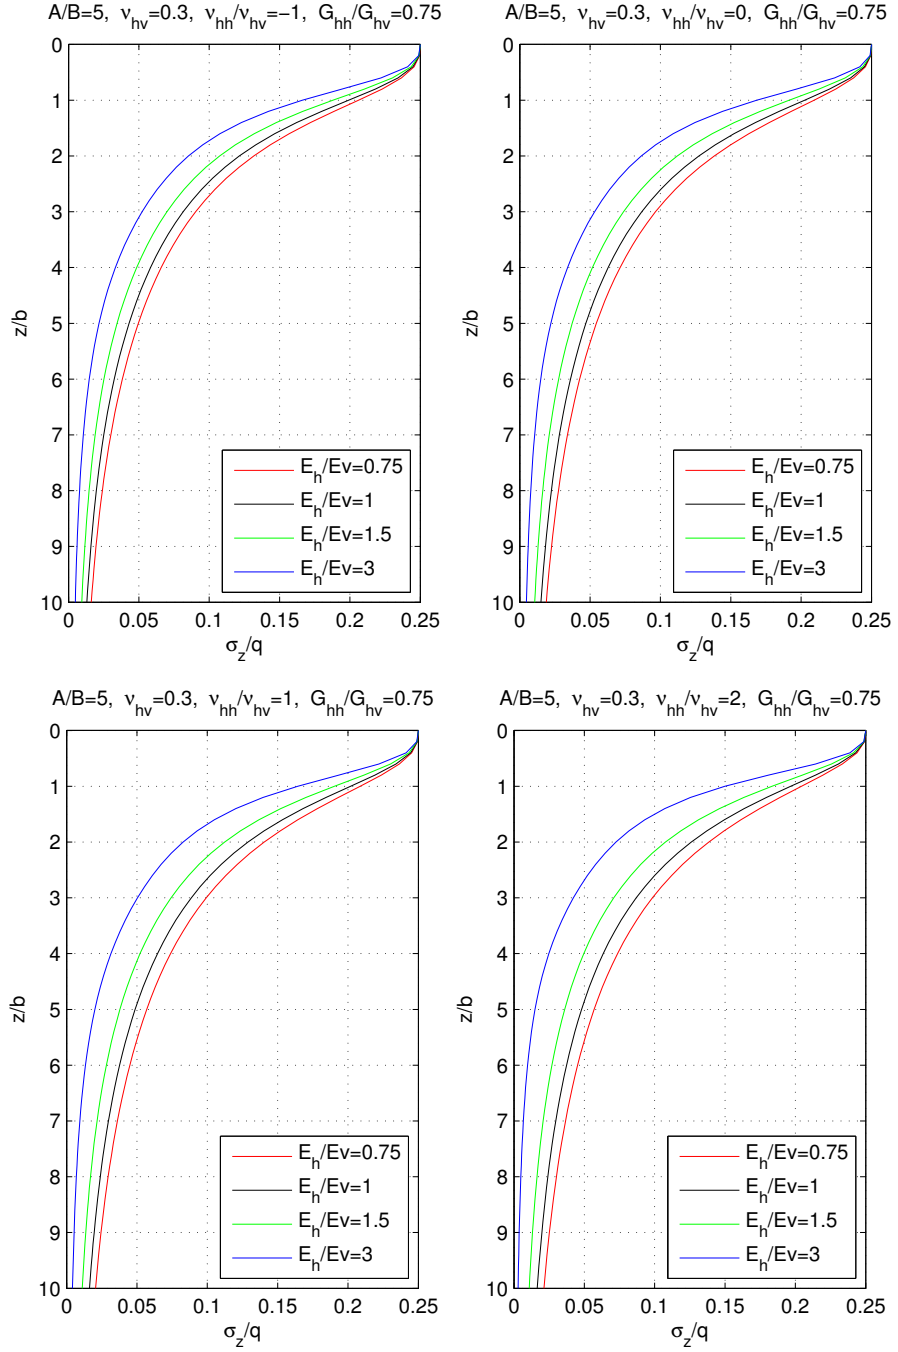 A/B=5, ν_hv=0.3, ν_hh/ν_hv=−1, G_hh/G_hv=0.75
0
1
2
3
4
5
6
7
8
9
10
z/b
0 0.05 0.1 0.15 0.2 0.25
σ_z/q
E_h/Ev=0.75
E_h/Ev=1
E_h/Ev=1.5
E_h/Ev=3
A/B=5, ν_hv=0.3, ν_hh/ν_hv=0, G_hh/G_hv=0.75
0
1
2
3
4
5
6
7
8
9
10
z/b
0 0.05 0.1 0.15 0.2 0.25
σ_z/q
E_h/Ev=0.75
E_h/Ev=1
E_h/Ev=1.5
E_h/Ev=3
A/B=5, ν_hv=0.3, ν_hh/ν_hv=1, G_hh/G_hv=0.75
0
1
2
3
4
5
6
7
8
9
10
z/b
0 0.05 0.1 0.15 0.2 0.25
σ_z/q
E_h/Ev=0.75
E_h/Ev=1
E_h/Ev=1.5
E_h/Ev=3
A/B=5, ν_hv=0.3, ν_hh/ν_hv=2, G_hh/G_hv=0.75
0
1
2
3
4
5
6
7
8
9
10
z/b
0 0.05 0.1 0.15 0.2 0.25
σ_z/q
E_h/Ev=0.75
E_h/Ev=1
E_h/Ev=1.5
E_h/Ev=3